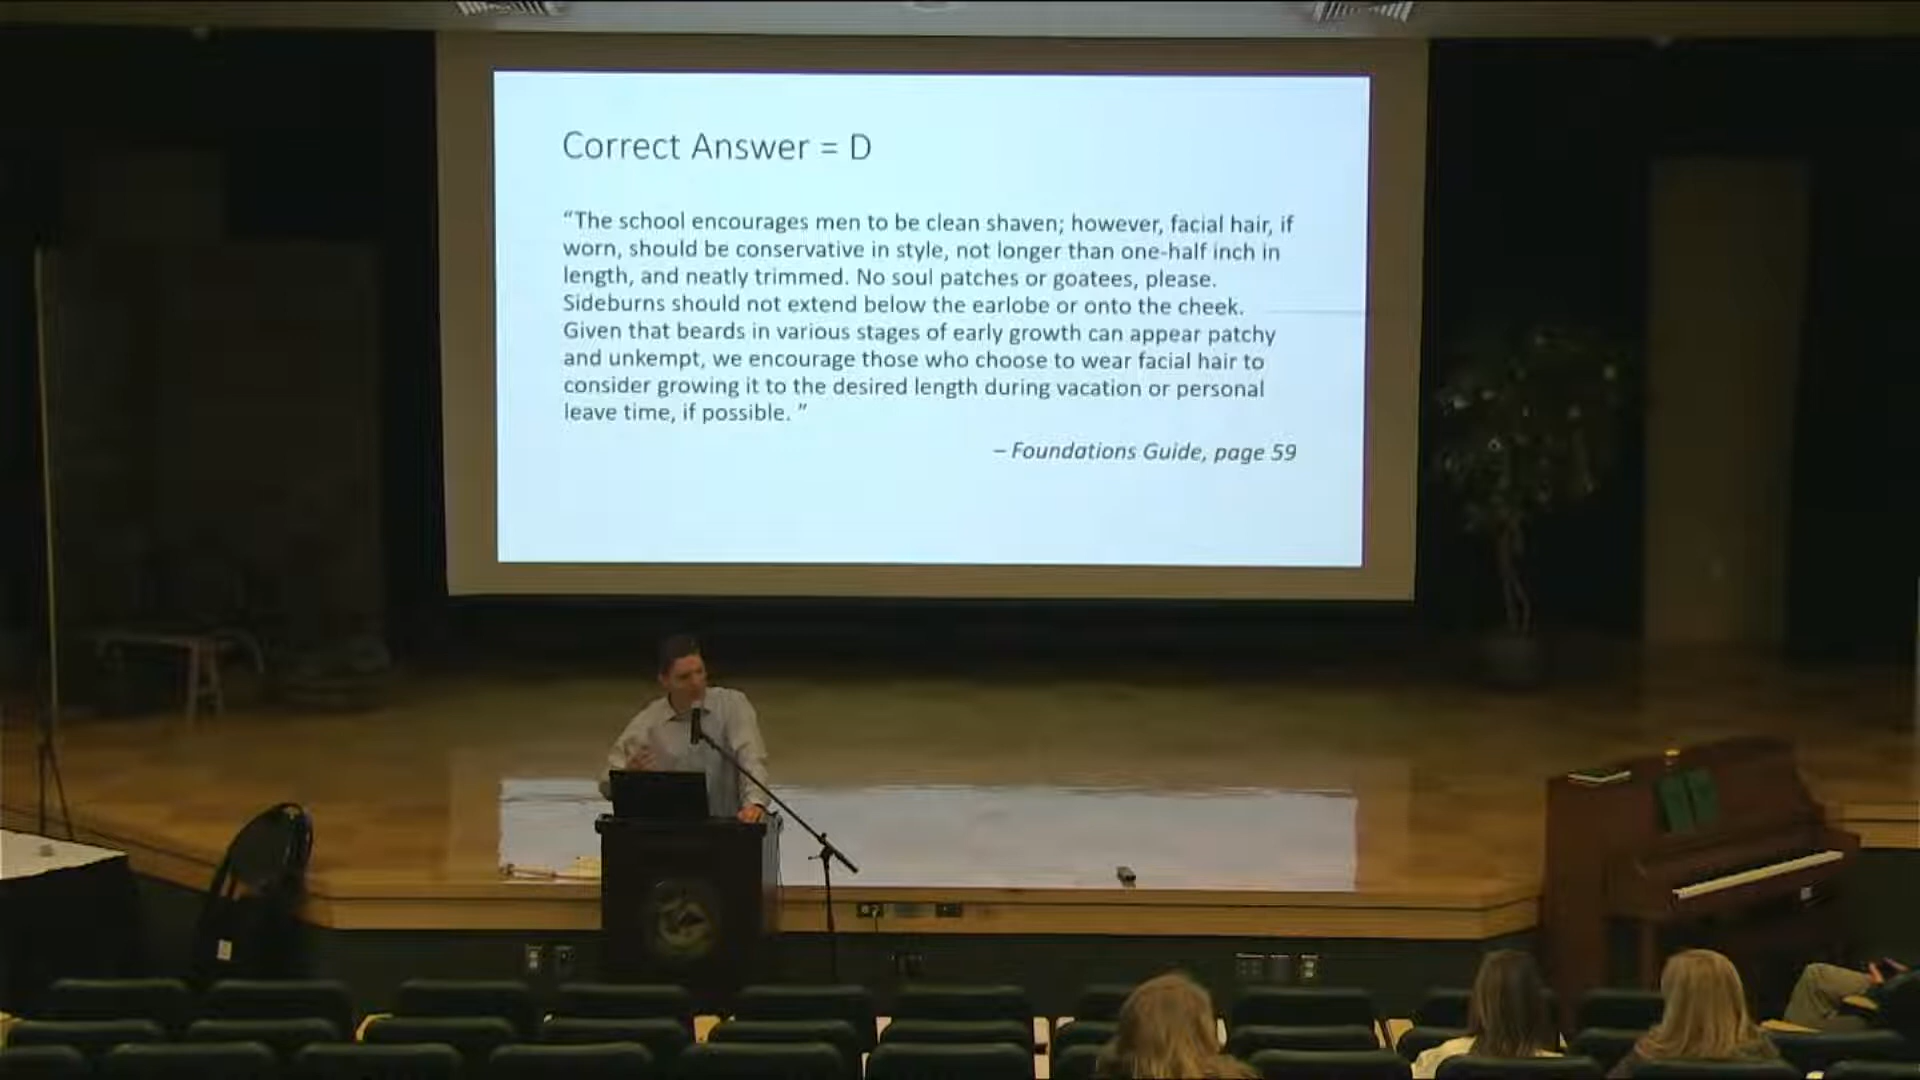 Correct Answer = D
“The school encourages men to be clean shaven; however, facial hair, if
worn, should be conservative in style, not longer than one-half inch in
length, and neatly trimmed. No soul patches or goatees, please.
Sideburns should not extend below the earlobe or onto the cheek.
Given that beards in various stages of early growth can appear patchy
and unkempt, we encourage those who choose to wear facial hair to
consider growing it to the desired length during vacation or personal
leave time, if possible. ”
– Foundations Guide, page 59